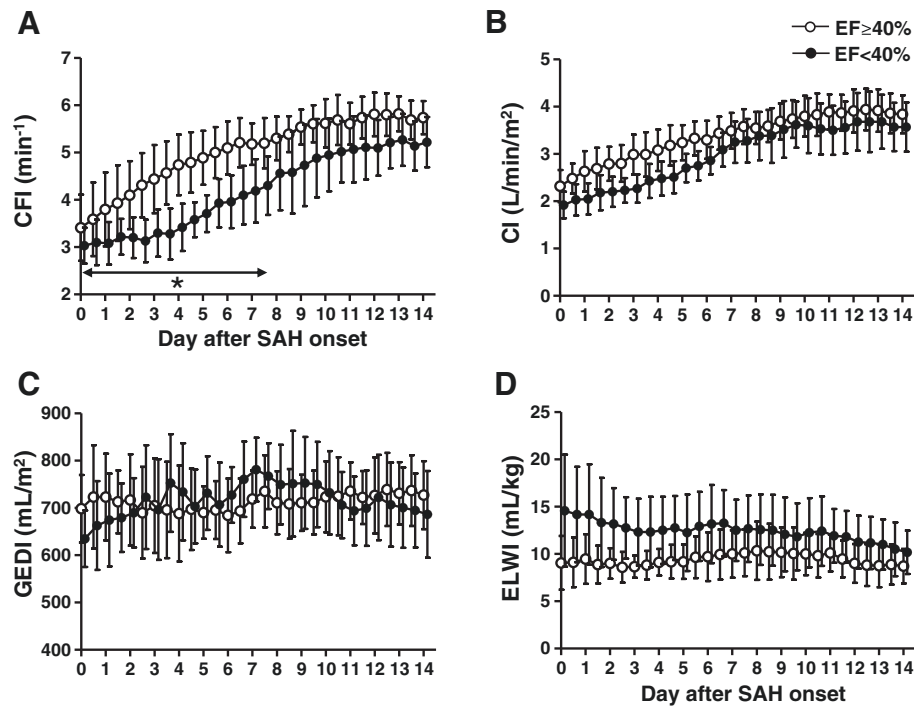 A
CFI (min-1)
7
6
5
4
3
2
*
0 1 2 3 4 5 6 7 8 9 10 11 12 13 14
Day after SAH onset
B
EF≥40%
EF<40%
CI (L/min/m2)
5
4
3
2
1
0
0 1 2 3 4 5 6 7 8 9 10 11 12 13 14
C
GEDI (mL/m2)
900
800
700
600
500
400
0 1 2 3 4 5 6 7 8 9 10 11 12 13 14
D
ELWI (mL/kg)
25
20
15
10
5
0
0 1 2 3 4 5 6 7 8 9 10 11 12 13 14
Day after SAH onset